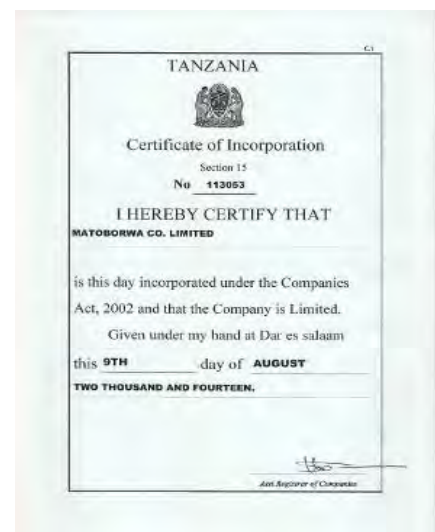 C.1
TANZANIA
Certificate of Incorporation
Section 15
No 113053
I HEREBY CERTIFY THAT
MATOBORWA CO. LIMITED
is this day incorporated under the Companies
Act, 2002 and that the Company is Limited.
Given under my hand at Dar es salaam
this 9TH day of AUGUST
TWO THOUSAND AND FOURTEEN.
Asst Registrar of Companies